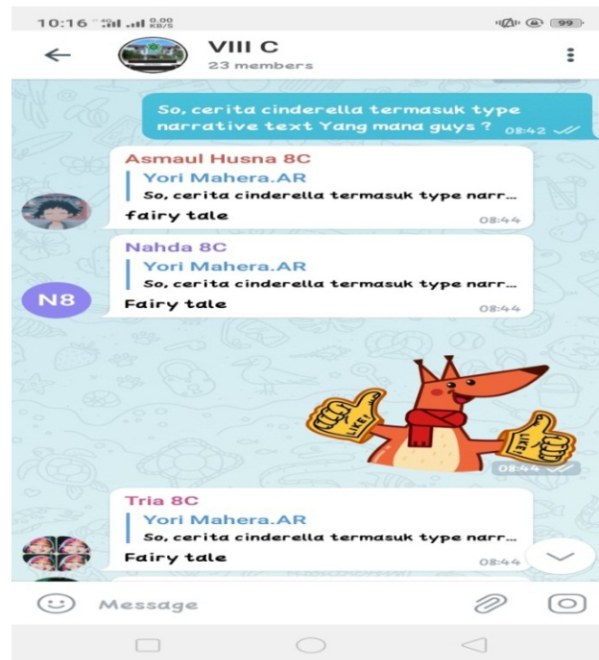 10:16 0.00 KB/S 99
VIII C
23 members
So, cerita cinderella termasuk type
narrative text Yang mana guys ? 08:42
Asmaul Husna 8C
Yori Mahera.AR
So, cerita cinderella termasuk type narr...
fairy tale 08:44
Nahda 8C
N8
Yori Mahera.AR
So, cerita cinderella termasuk type narr...
Fairy tale 08:44
LIKE!
LIKE!
08:44
Tria 8C
Yori Mahera.AR
So, cerita cinderella termasuk type narr...
Fairy tale 08:44
Message